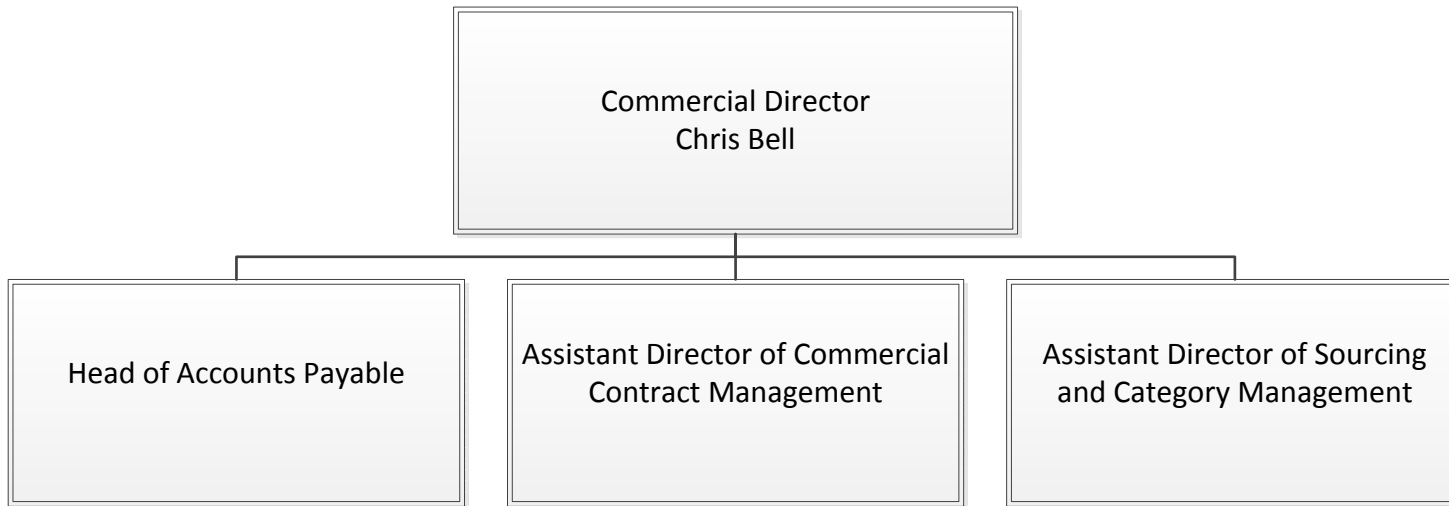 Commercial Director
Chris Bell
Head of Accounts Payable
Assistant Director of Commercial
Contract Management
Assistant Director of Sourcing
and Category Management